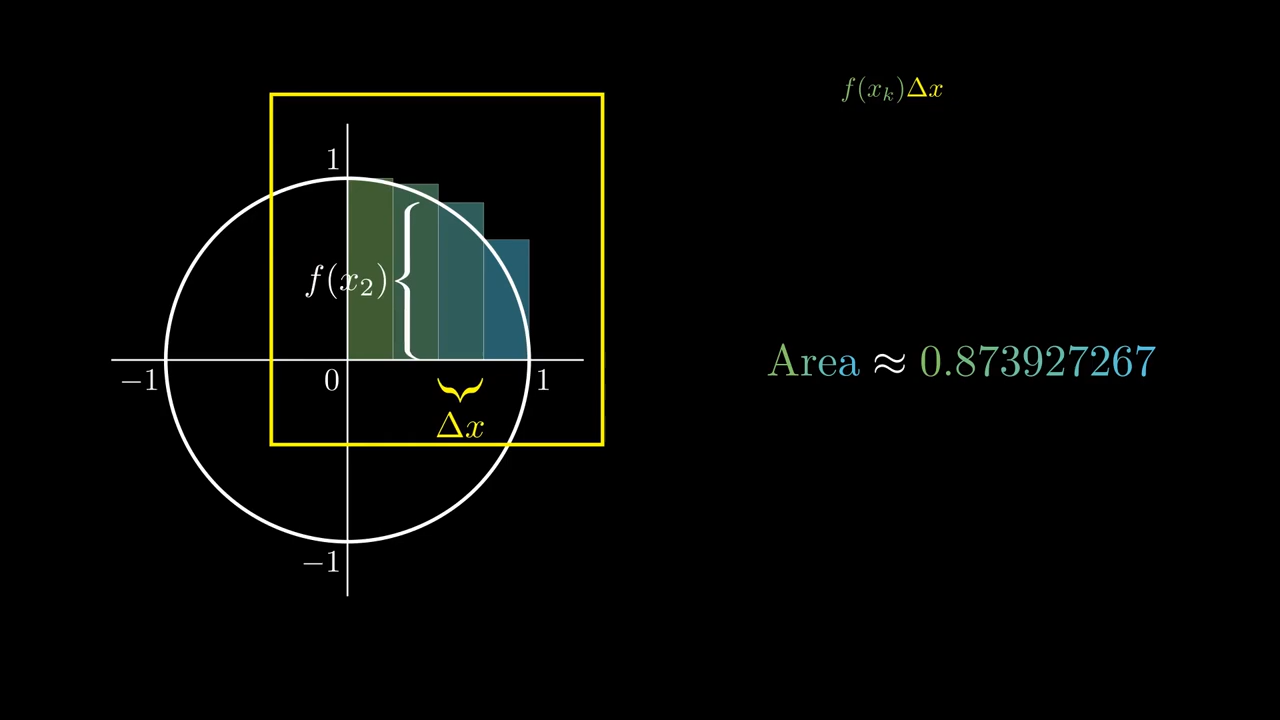 f(x_k)Δx
1
f(x_2)
Area ≈ 0.873927267
−1 0 1
Δx
−1